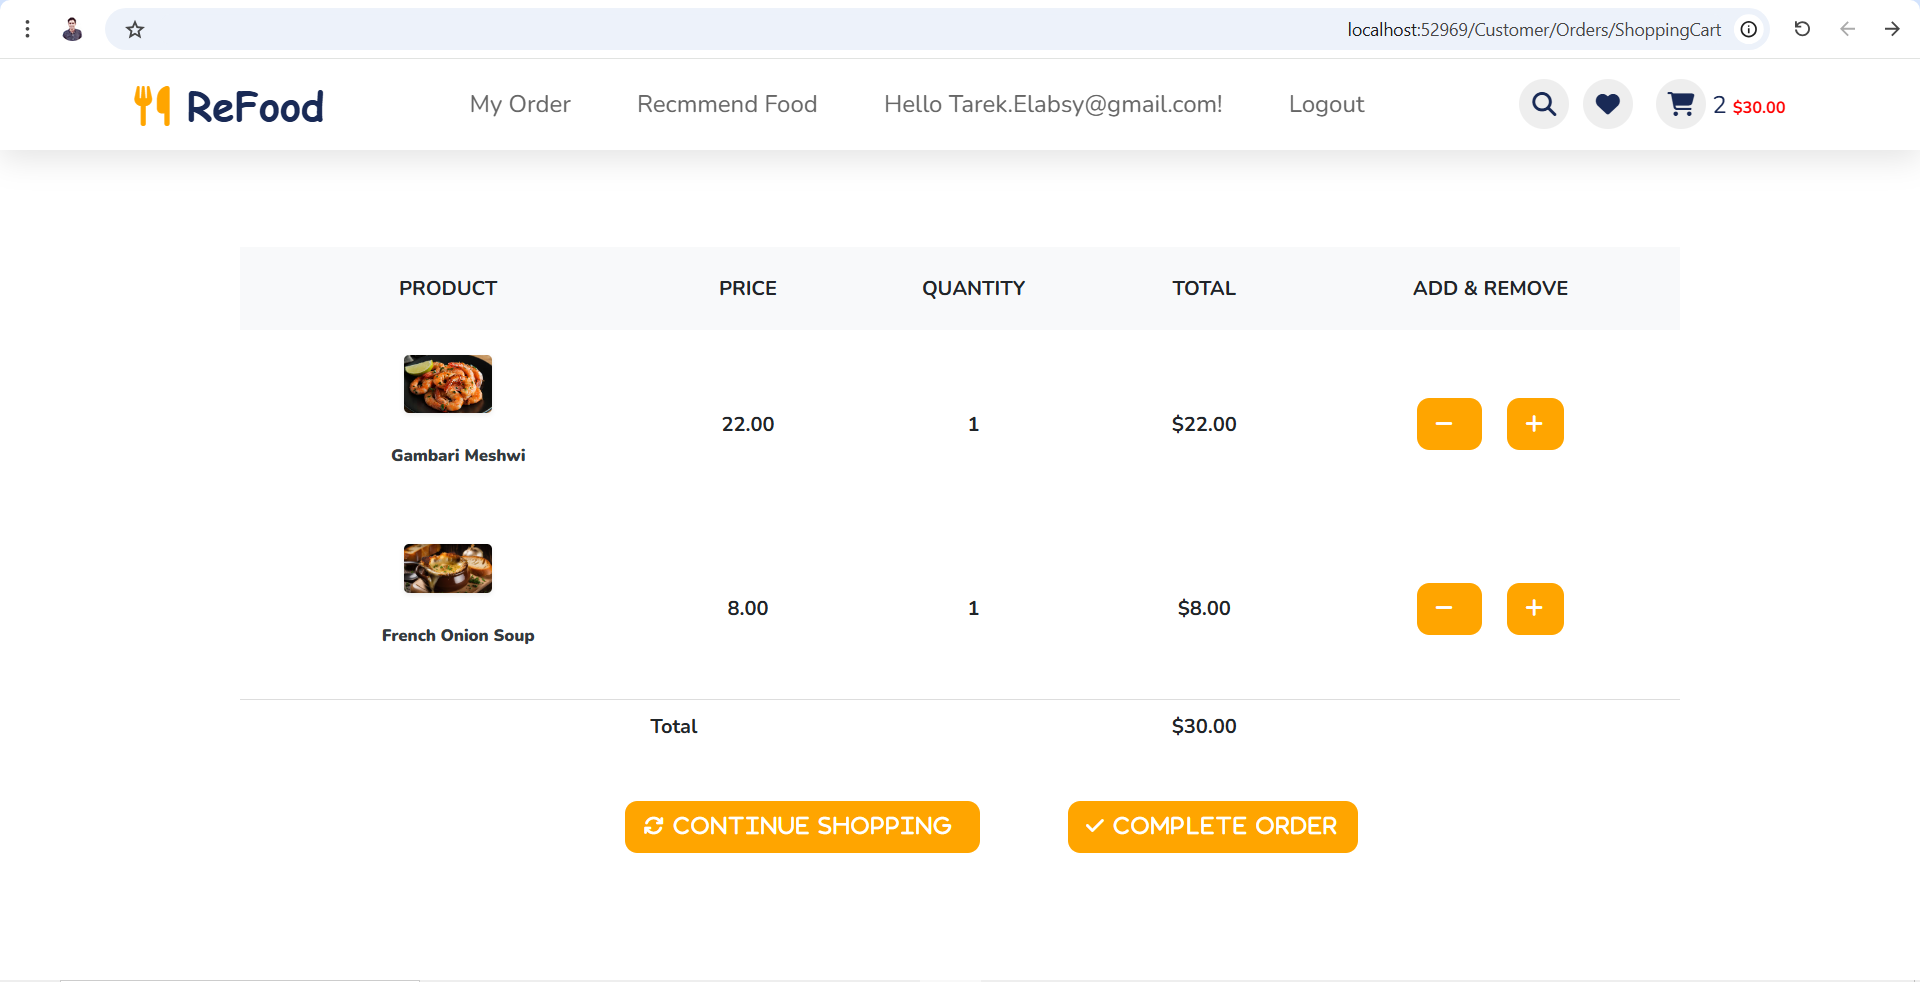 localhost:52969/Customer/Orders/ShoppingCart
ReFood
My Order
Recmmend Food
Hello Tarek.Elabsy@gmail.com!
Logout
2 $30.00
PRODUCT PRICE QUANTITY TOTAL ADD & REMOVE
22.00 1 $22.00
Gambari Meshwi
8.00 1 $8.00
French Onion Soup
Total $30.00
CONTINUE SHOPPING
COMPLETE ORDER